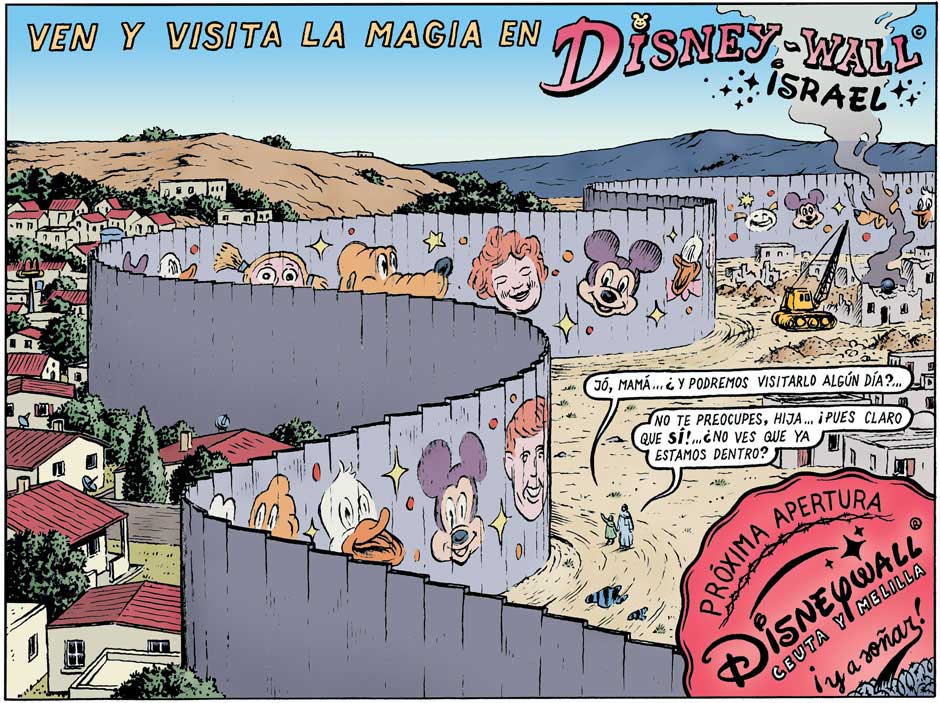 VEN Y VISITA LA MAGIA EN
DISNEY-WALL ©
ISRAEL
JÓ, MAMÁ...¿Y PODREMOS VISITARLO ALGÚN DÍA?...
NO TE PREOCUPES, HIJA... ¡PUES CLARO
QUE SÍ!...¿NO VES QUE YA
ESTAMOS DENTRO?
PRÓXIMA APERTURA
DISNEYWALL ®
CEUTA Y MELILLA
¡y a soñar!